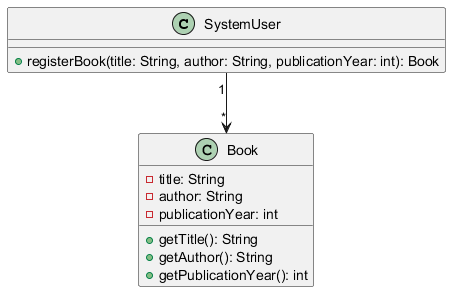 C SystemUser
registerBook(title: String, author: String, publicationYear: int): Book
1
*
C Book
title: String
author: String
publicationYear: int
getTitle(): String
getAuthor(): String
getPublicationYear(): int